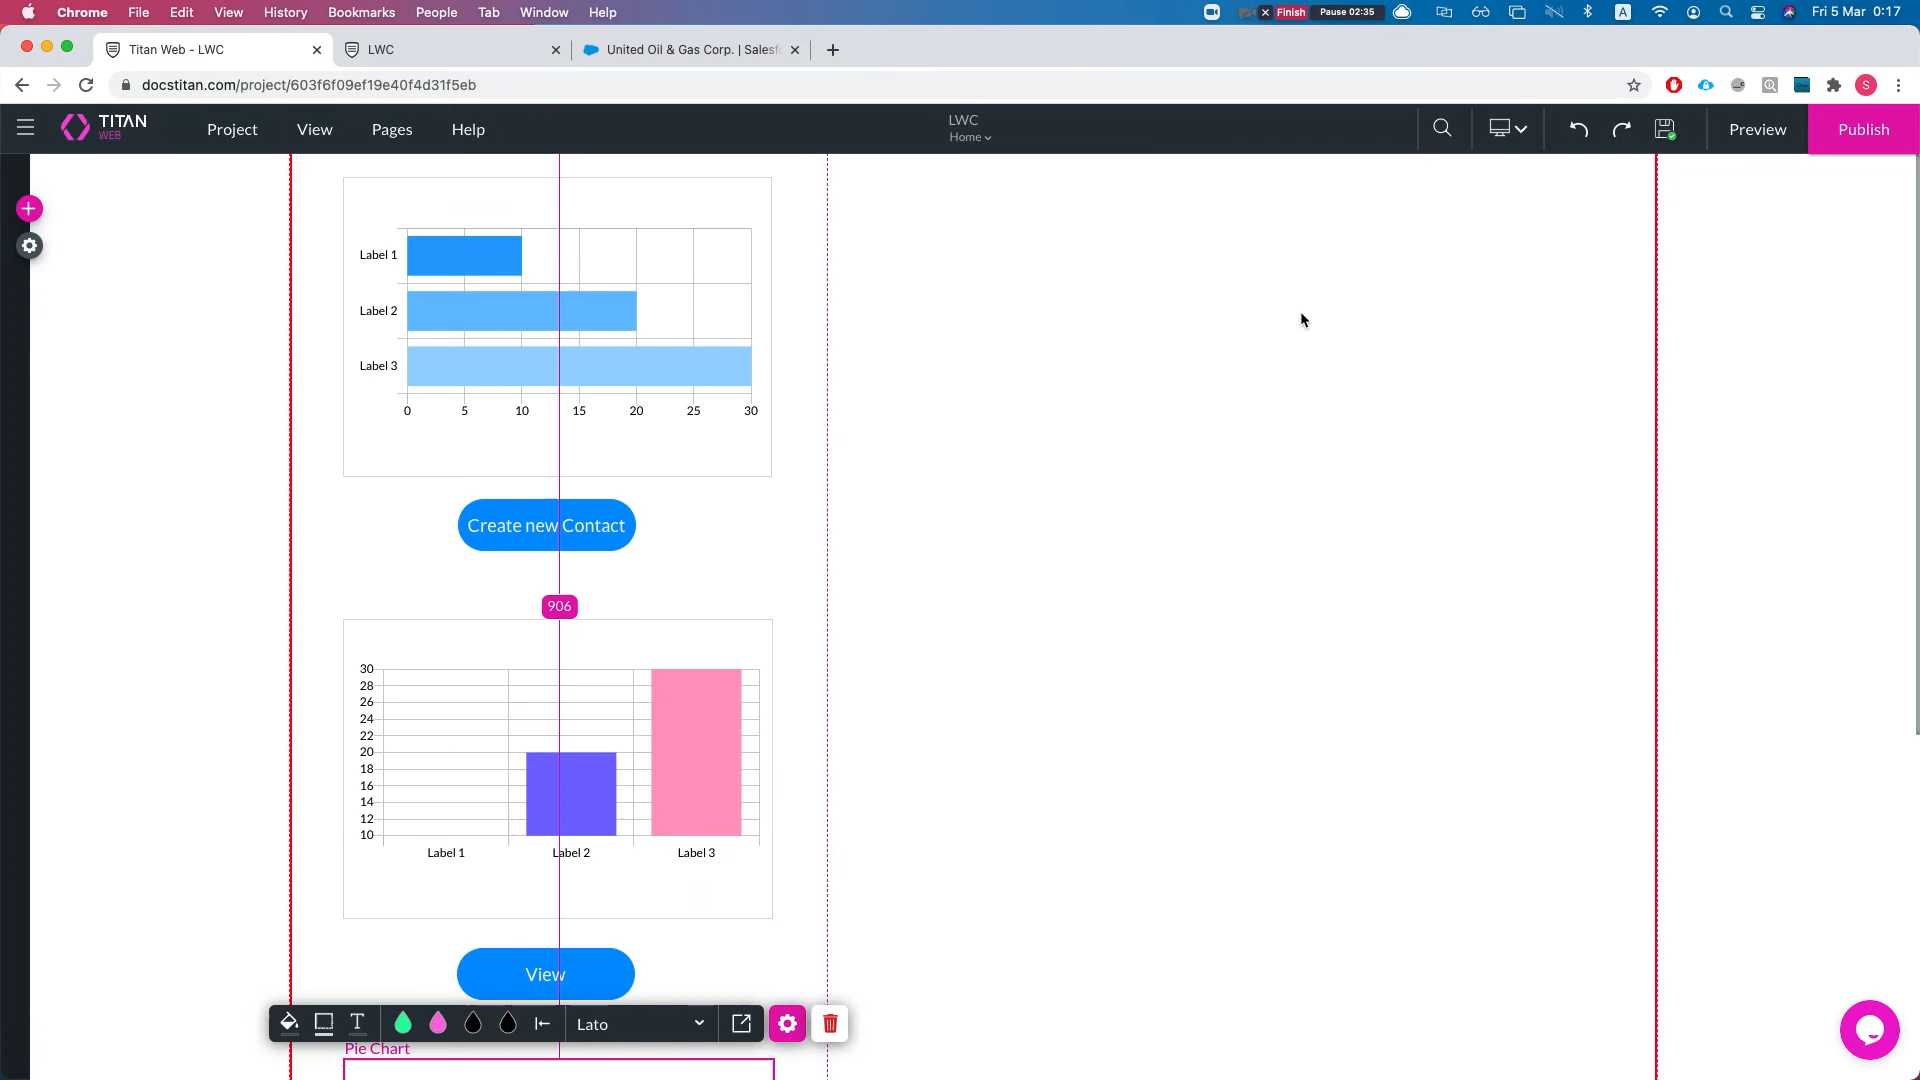 Chrome File Edit View History Bookmarks People Tab Window Help
Finish Pause 02:35 A Fri 5 Mar 0:17
Titan Web - LWC
LWC
United Oil & Gas Corp. | Salesf
docstitan.com/project/603f6f09ef19e40f4d31f5eb
S
TITAN
WEB
Project View Pages Help
LWC
Home
Preview
Publish
Label 1
Label 2
Label 3
0 5 10 15 20 25 30
Create new Contact
906
30
28
26
24
22
20
18
16
14
12
10
Label 1 Label 2 Label 3
View
T
Lato
Pie Chart